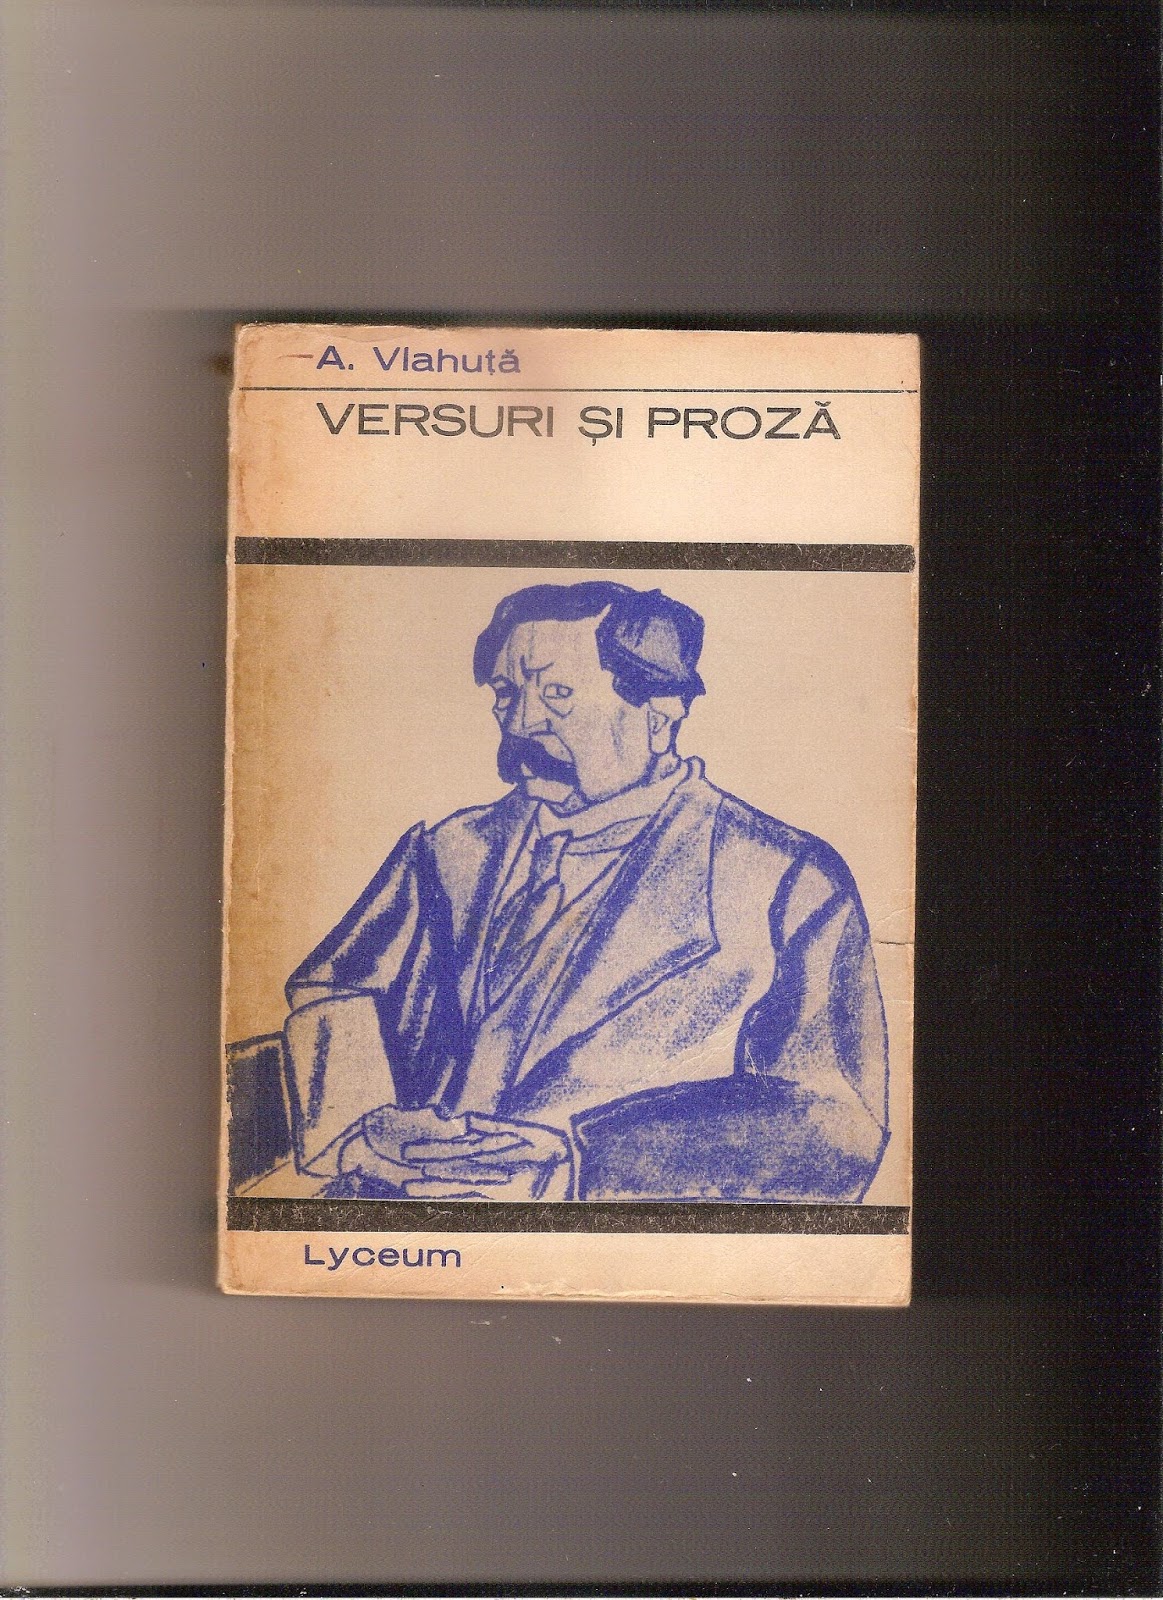 A. Vlahuță
VERSURI ȘI PROZĂ
Lyceum